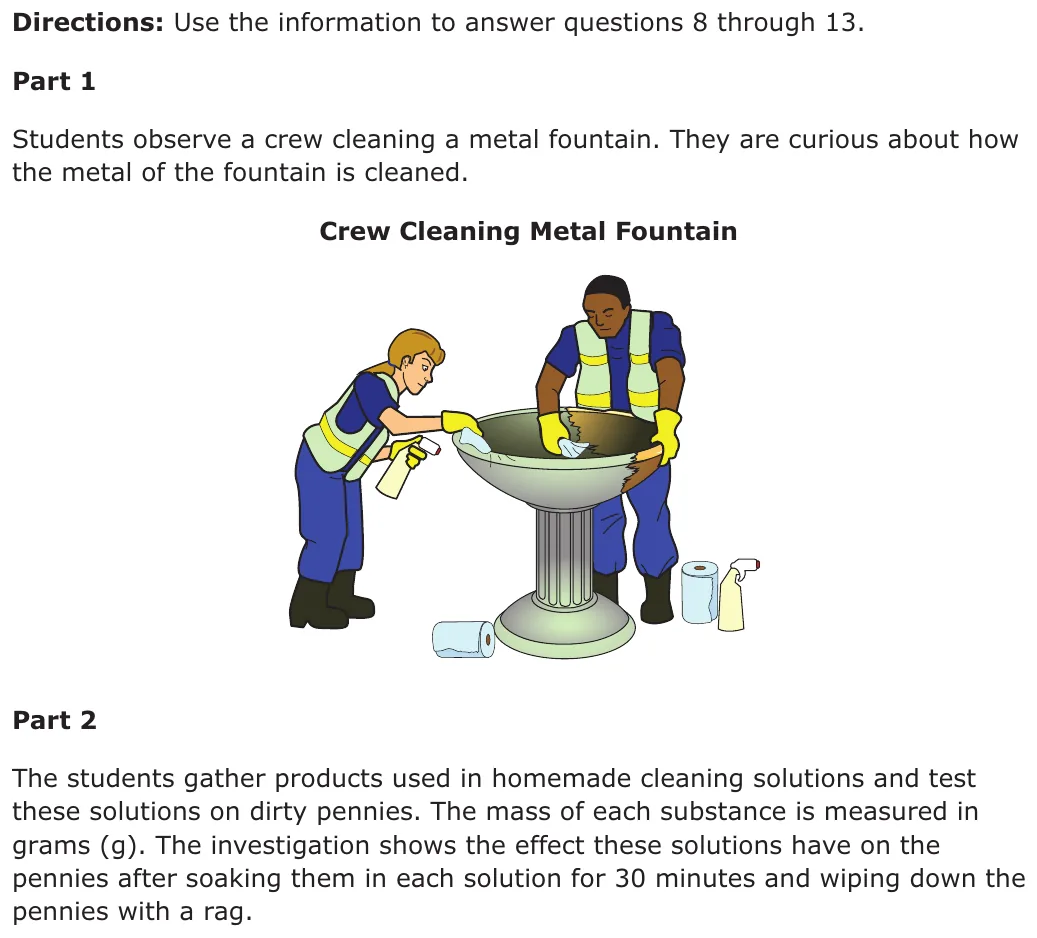 Directions: Use the information to answer questions 8 through 13.
Part 1
Students observe a crew cleaning a metal fountain. They are curious about how
the metal of the fountain is cleaned.
Crew Cleaning Metal Fountain
Part 2
The students gather products used in homemade cleaning solutions and test
these solutions on dirty pennies. The mass of each substance is measured in
grams (g). The investigation shows the effect these solutions have on the
pennies after soaking them in each solution for 30 minutes and wiping down the
pennies with a rag.